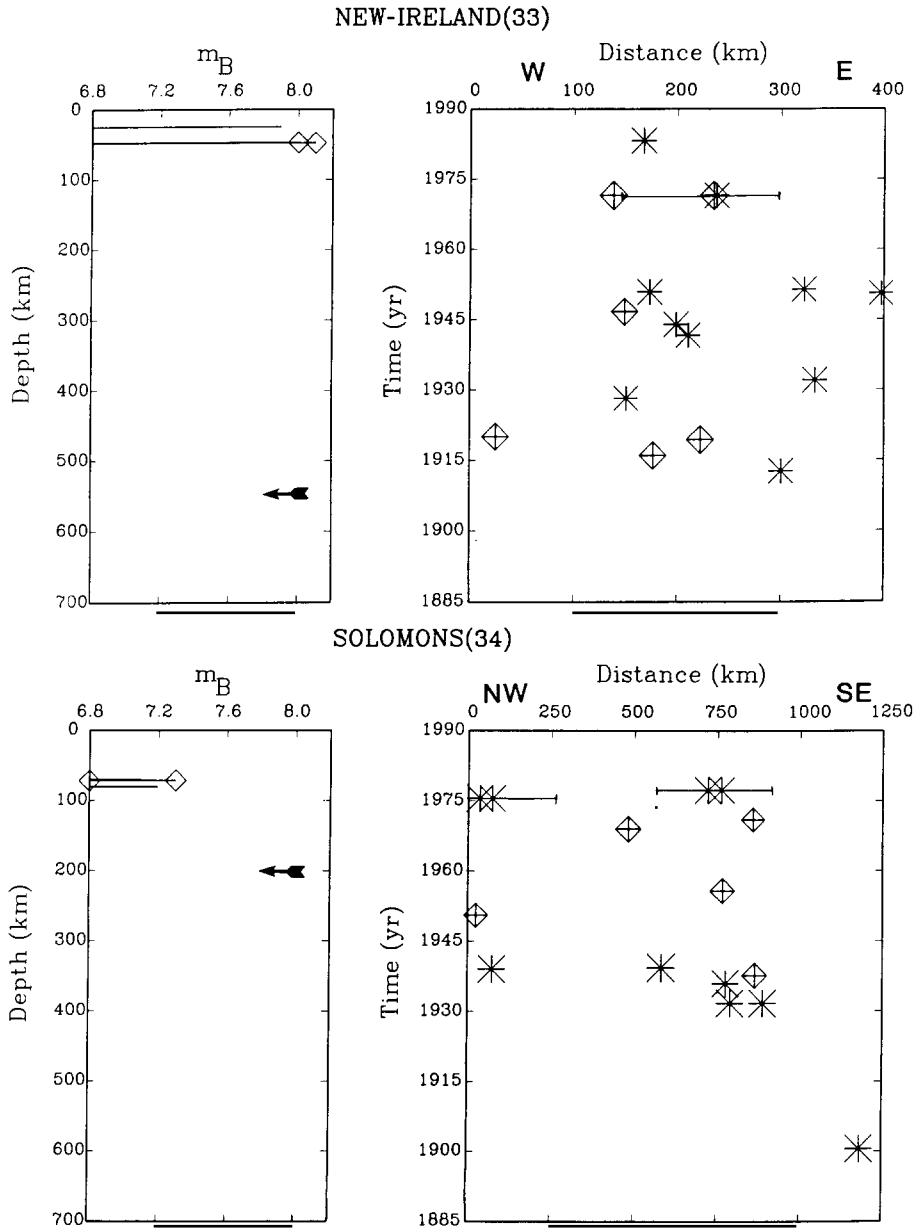 NEW-IRELAND(33)
m_B
6.8 7.2 7.6 8.0
Depth (km)
0
100
200
300
400
500
600
700
Distance (km)
W E
0 100 200 300 400
Time (yr)
1990
1975
1960
1945
1930
1915
1900
1885
SOLOMONS(34)
m_B
6.8 7.2 7.6 8.0
Depth (km)
0
100
200
300
400
500
600
700
Distance (km)
NW SE
0 250 500 750 1000 1250
Time (yr)
1990
1975
1960
1945
1930
1915
1900
1885